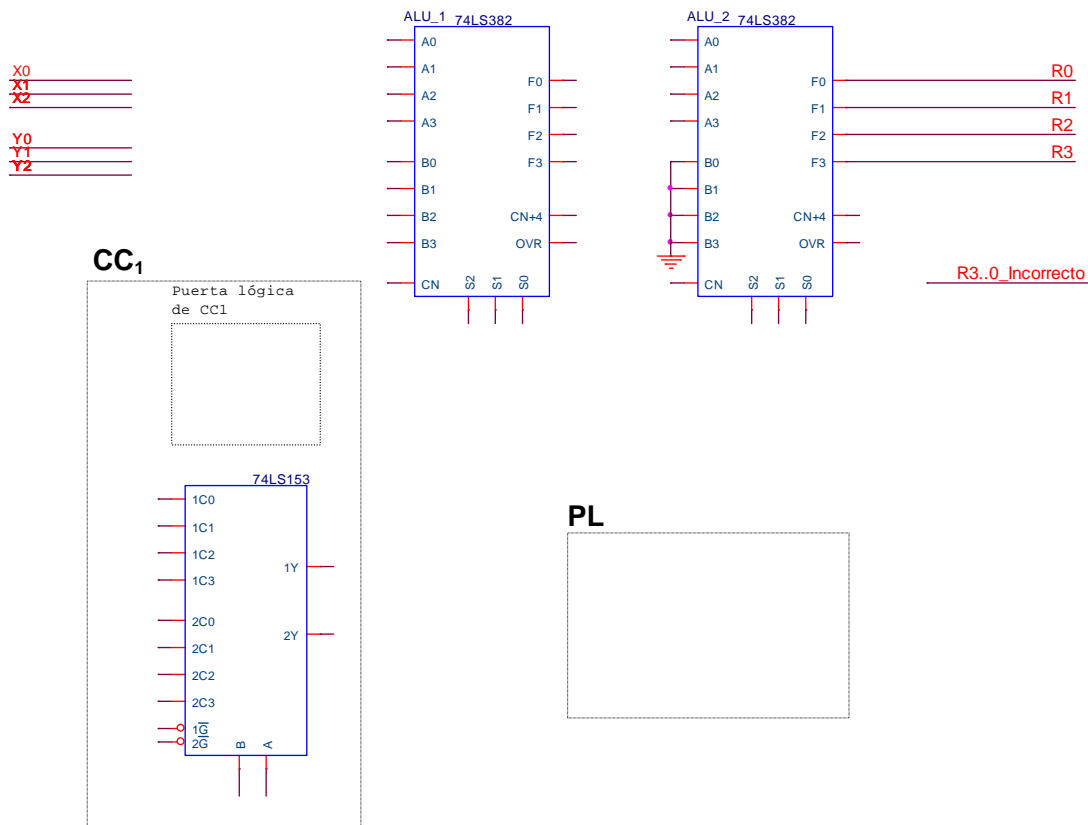 X0
X1
X2
Y0
Y1
Y2
ALU_1 74LS382
A0
A1
A2
A3
B0
B1
B2
B3
CN
F0
F1
F2
F3
CN+4
OVR
S2 S1 S0
ALU_2 74LS382
A0
A1
A2
A3
B0
B1
B2
B3
CN
F0
F1
F2
F3
CN+4
OVR
S2 S1 S0
R0
R1
R2
R3
R3..0_Incorrecto
CC1
Puerta lógica
de CC1
74LS153
1C0
1C1
1C2
1C3
2C0
2C1
2C2
2C3
1G̅
2G̅
1Y
2Y
B A
PL